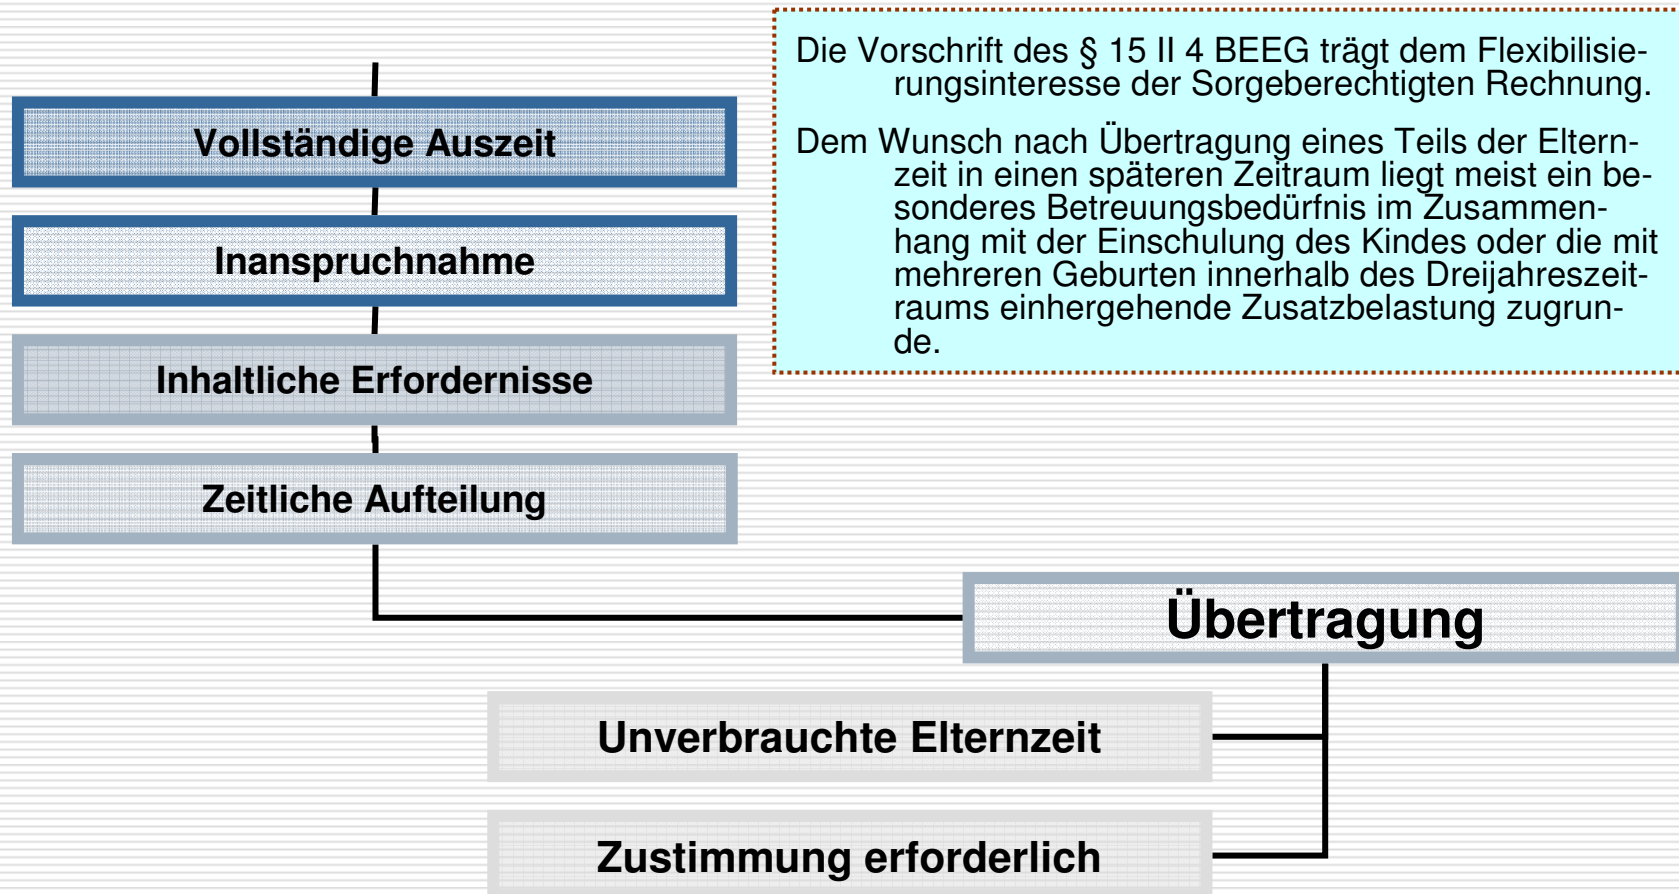 Vollständige Auszeit
Inanspruchnahme
Inhaltliche Erfordernisse
Zeitliche Aufteilung
Die Vorschrift des § 15 II 4 BEEG trägt dem Flexibilisie-
rungsinteresse der Sorgeberechtigten Rechnung.
Dem Wunsch nach Übertragung eines Teils der Eltern-
zeit in einen späteren Zeitraum liegt meist ein be-
sonderes Betreuungsbedürfnis im Zusammen-
hang mit der Einschulung des Kindes oder die mit
mehreren Geburten innerhalb des Dreijahreszeit-
raums einhergehende Zusatzbelastung zugrun-
de.
Übertragung
Unverbrauchte Elternzeit
Zustimmung erforderlich